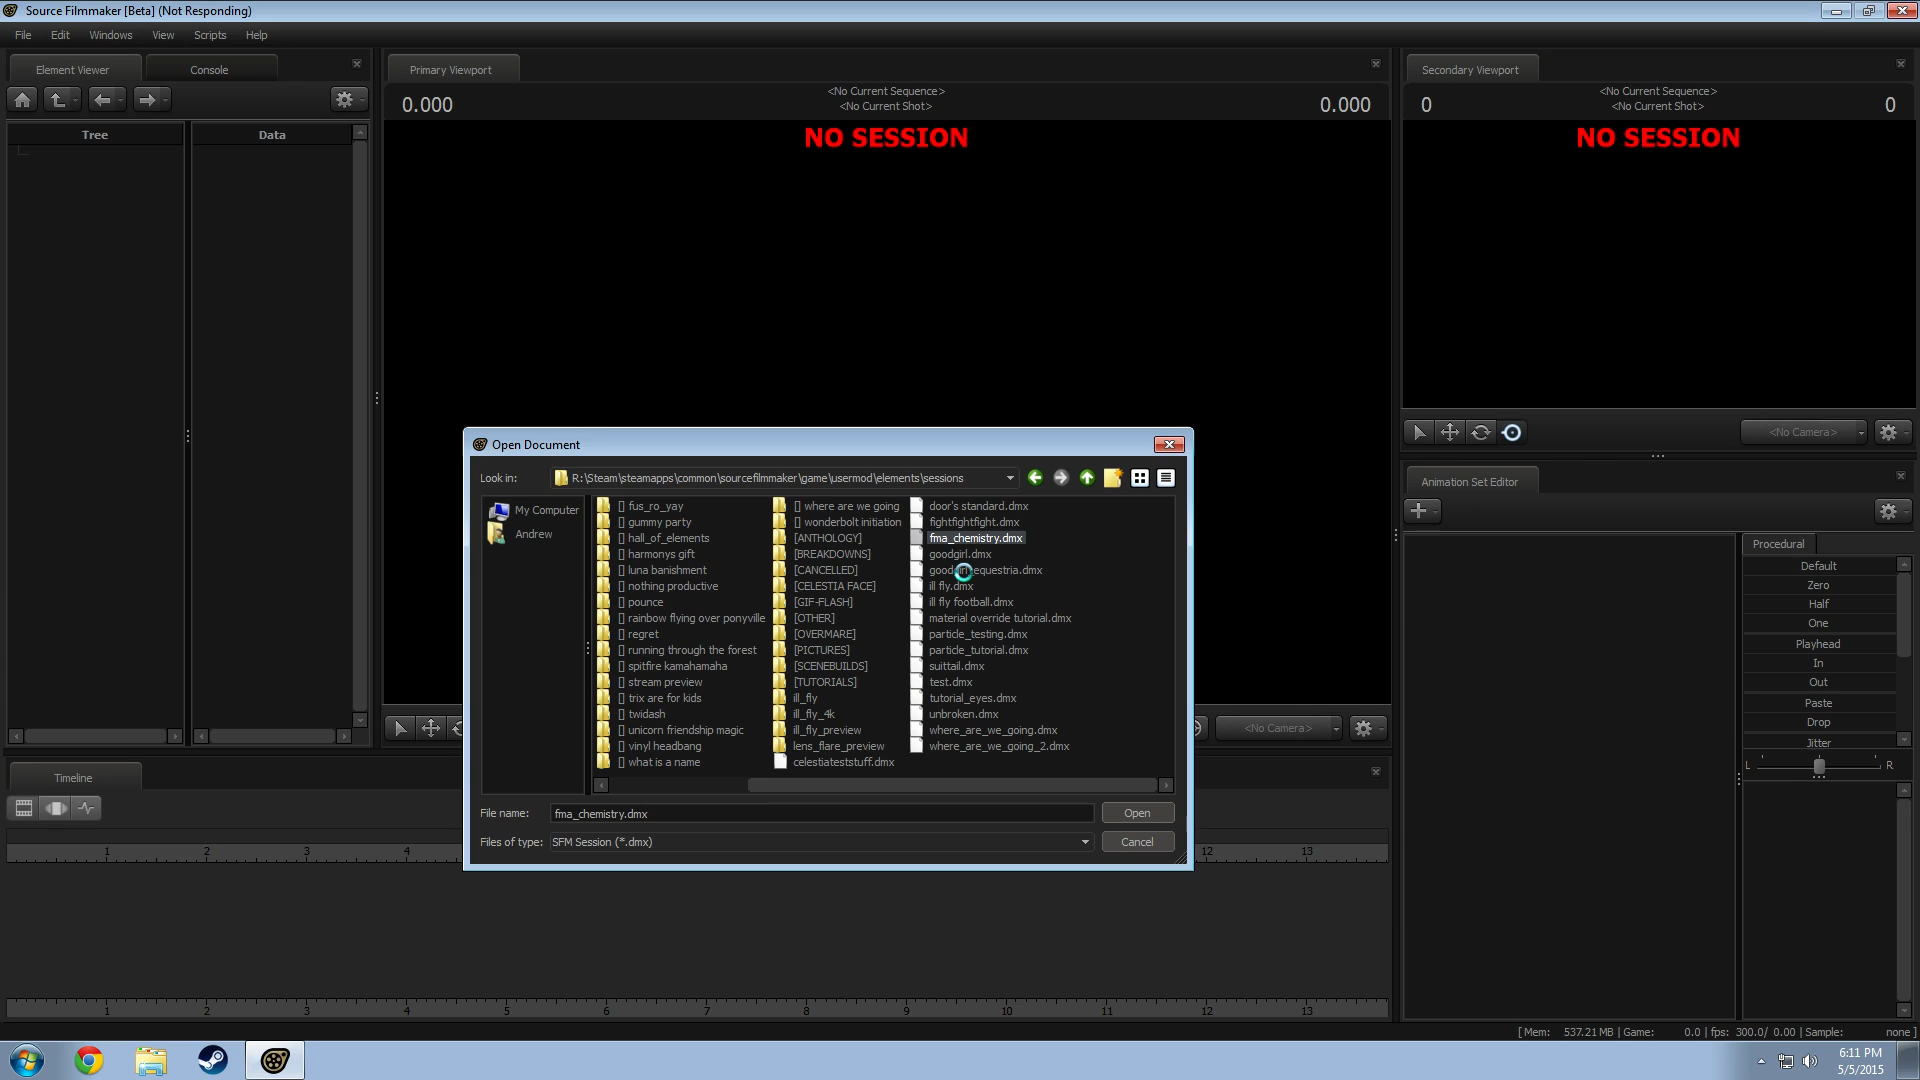 Source Filmmaker [Beta] (Not Responding)
File Edit Windows View Scripts Help
Element Viewer Console
Tree Data
Primary Viewport
0.000 <No Current Sequence> 0.000
<No Current Shot>
NO SESSION
Secondary Viewport
0 <No Current Sequence> 0
<No Current Shot>
NO SESSION
<No Camera>
Animation Set Editor
Procedural
Default
Zero
Half
One
Playhead
In
Out
Paste
Drop
Jitter
L R
Open Document
Look in: R:\Steam\steamapps\common\sourcefilmmaker\game\usermod\elements\sessions
My Computer
Andrew
[] fus_ro_yay
[] gummy party
[] hall_of_elements
[] harmonys gift
[] luna banishment
[] nothing productive
[] pounce
[] rainbow flying over ponyville
[] regret
[] running through the forest
[] spitfire kamahamaha
[] stream preview
[] trix are for kids
[] twidash
[] unicorn friendship magic
[] vinyl headbang
[] what is a name
[] where are we going
[] wonderbolt initiation
[ANTHOLOGY]
[BREAKDOWNS]
[CANCELLED]
[CELESTIA FACE]
[GIF-FLASH]
[OTHER]
[OVERMARE]
[PICTURES]
[SCENEBUILDS]
[TUTORIALS]
ill_fly
ill_fly_4k
ill_fly_preview
lens_flare_preview
celestiateststuff.dmx
door's standard.dmx
fightfightfight.dmx
fma_chemistry.dmx
goodgirl.dmx
equestria.dmx
ill fly.dmx
ill fly football.dmx
material override tutorial.dmx
particle_testing.dmx
particle_tutorial.dmx
suittail.dmx
test.dmx
tutorial_eyes.dmx
unbroken.dmx
where_are_we_going.dmx
where_are_we_going_2.dmx
File name: fma_chemistry.dmx Open
Files of type: SFM Session (*.dmx) Cancel
<No Camera>
Timeline
1 2 3 4 12 13
1 2 3 4 5 6 7 8 9 10 11 12 13
[ Mem: 537.21 MB | Game: 0.0 | fps: 300.0/ 0.00 | Sample: none ]
6:11 PM
5/5/2015